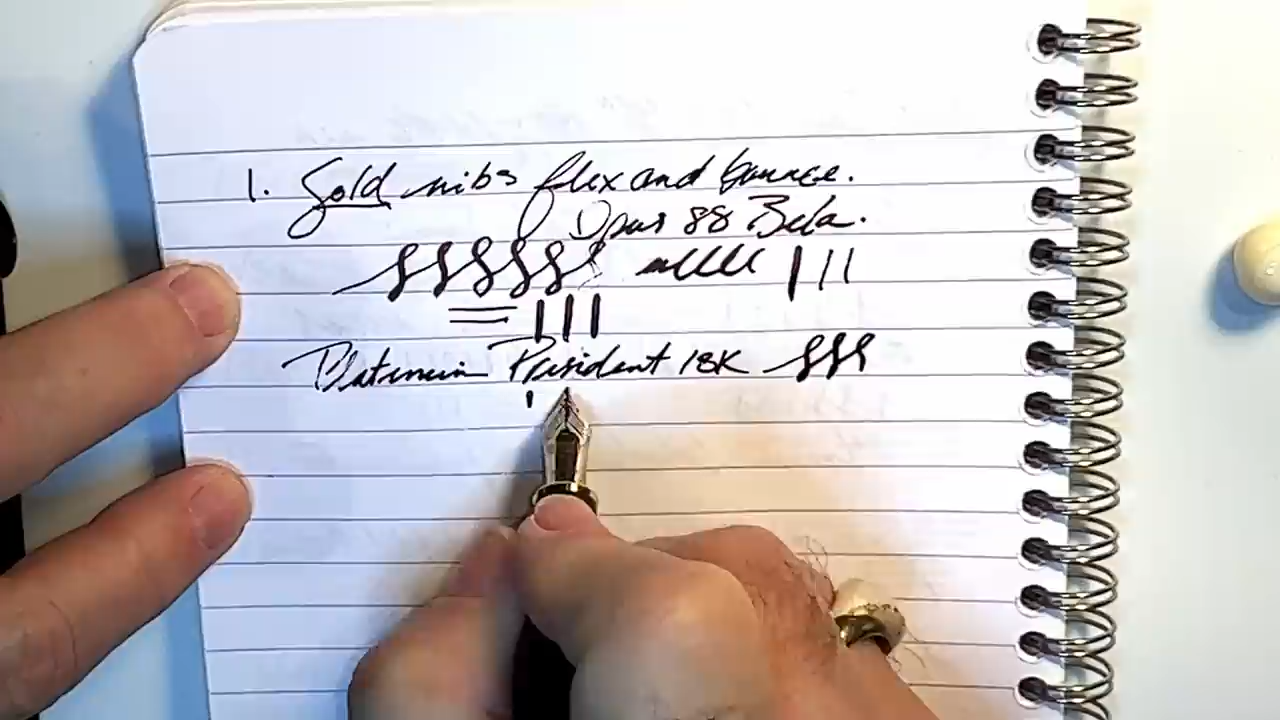 1. Gold nibs flex and bounce.
Opus 88 Bela.
Platinum President 18K